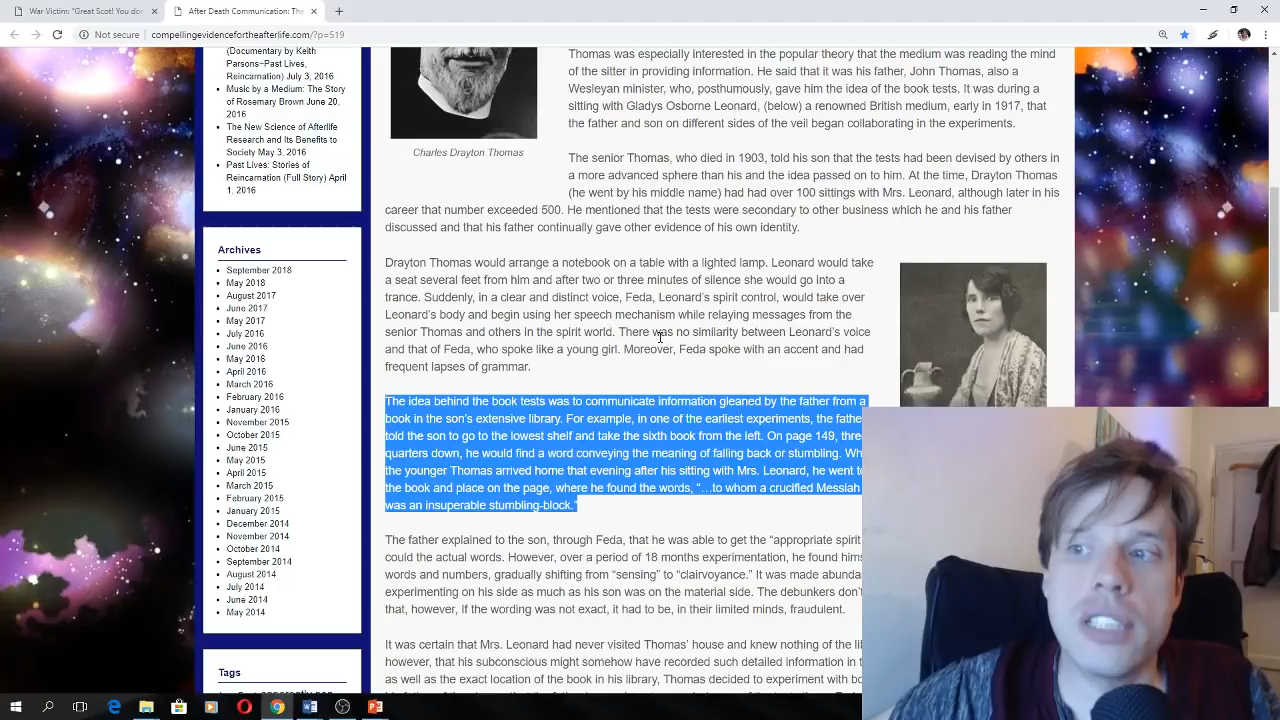 War Victim: "Great Scot! You don
After Death Communication: The
Not secure | compellingevidencefortheafterlife.com/?p=519
(Documentary by Keith
Parsons~Past Lives,
Reincarnation) July 3, 2016
Music by a Medium: The Story
of Rosemary Brown June 20,
2016
The New Science of Afterlife
Research and Its Benefits to
Society May 3, 2016
Past Lives: Stories of
Reincarnation (Full Story) April
1, 2016
Archives
September 2018
May 2018
August 2017
June 2017
May 2017
July 2016
June 2016
May 2016
April 2016
March 2016
February 2016
January 2016
November 2015
October 2015
June 2015
May 2015
April 2015
March 2015
February 2015
January 2015
December 2014
November 2014
October 2014
September 2014
August 2014
July 2014
June 2014
May 2014
Tags
Charles Drayton Thomas
Thomas was especially interested in the popular theory that the medium was reading the mind
of the sitter in providing information. He said that it was his father, John Thomas, also a
Wesleyan minister, who, posthumously, gave him the idea of the book tests. It was during a
sitting with Gladys Osborne Leonard, (below) a renowned British medium, early in 1917, that
the father and son on different sides of the veil began collaborating in the experiments.
The senior Thomas, who died in 1903, told his son that the tests had been devised by others in
a more advanced sphere than his and the idea passed on to him. At the time, Drayton Thomas
(he went by his middle name) had had over 100 sittings with Mrs. Leonard, although later in his
career that number exceeded 500. He mentioned that the tests were secondary to other business which he and his father
discussed and that his father continually gave other evidence of his own identity.
Drayton Thomas would arrange a notebook on a table with a lighted lamp. Leonard would take
a seat several feet from him and after two or three minutes of silence she would go into a
trance. Suddenly, in a clear and distinct voice, Feda, Leonard's spirit control, would take over
Leonard's body and begin using her speech mechanism while relaying messages from the
senior Thomas and others in the spirit world. There was no similarity between Leonard's voice
and that of Feda, who spoke like a young girl. Moreover, Feda spoke with an accent and had
frequent lapses of grammar.
The idea behind the book tests was to communicate information gleaned by the father from a
book in the son's extensive library. For example, in one of the earliest experiments, the fathe
told the son to go to the lowest shelf and take the sixth book from the left. On page 149, three
quarters down, he would find a word conveying the meaning of falling back or stumbling. Wh
the younger Thomas arrived home that evening after his sitting with Mrs. Leonard, he went to
the book and place on the page, where he found the words, "…to whom a crucified Messiah
was an insuperable stumbling-block."
The father explained to the son, through Feda, that he was able to get the "appropriate spirit
could the actual words. However, over a period of 18 months experimentation, he found hims
words and numbers, gradually shifting from "sensing" to "clairvoyance." It was made abunda
experimenting on his side as much as his son was on the material side. The debunkers don't
that, however, If the wording was not exact, it had to be, in their limited minds, fraudulent.
It was certain that Mrs. Leonard had never visited Thomas' house and knew nothing of the li
however, that his subconscious might somehow have recorded such detailed information in t
as well as the exact location of the book in his library, Thomas decided to experiment with bo